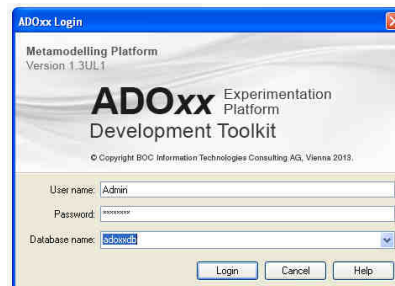 ADOxx Login
Metamodelling Platform
Version 1.3UL1
ADOxx Experimentation Platform
Development Toolkit
© Copyright BOC Information Technologies Consulting AG, Vienna 2013.
User name: Admin
Password: ********
Database name: adoxxdb
Login Cancel Help